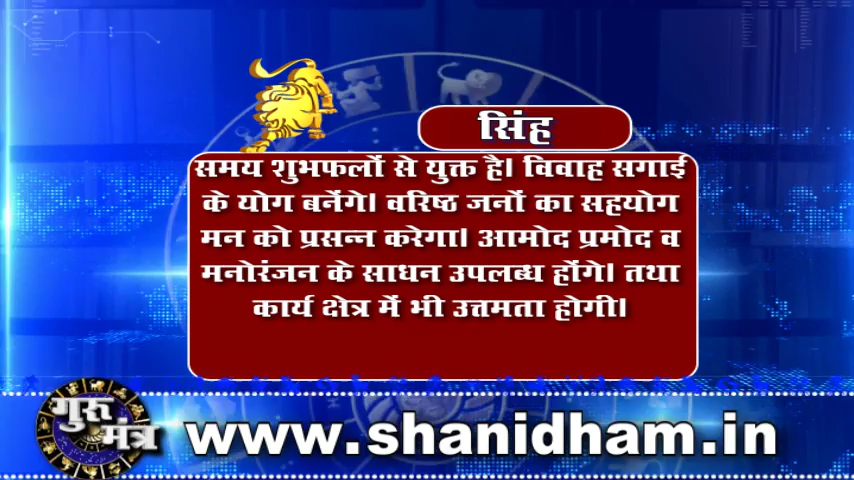 सिंह
समय शुभफलों से युक्त है। विवाह सगाई
के योग बनेंगे। वरिष्ठ जनों का सहयोग
मन को प्रसन्न करेगा। आमोद प्रमोद व
मनोरंजन के साधन उपलब्ध होंगे। तथा
कार्य क्षेत्र में भी उत्तमता होगी।
गुरु
मंत्र
www.shanidham.in